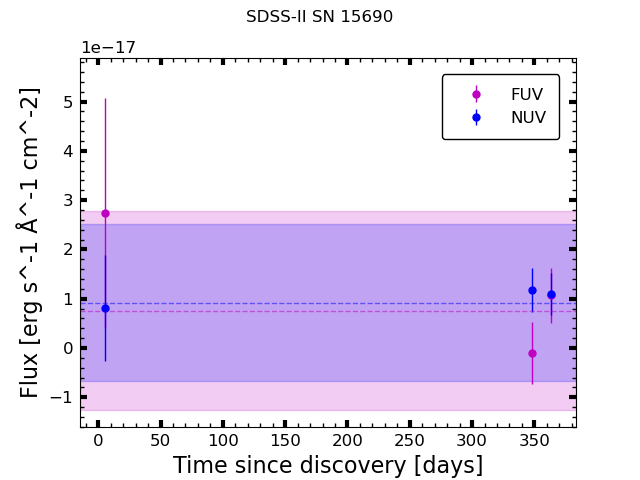 SDSS-II SN 15690
1e−17
FUV
NUV
Flux [erg s^-1 Å^-1 cm^-2]
5
4
3
2
1
0
−1
0 50 100 150 200 250 300 350
Time since discovery [days]